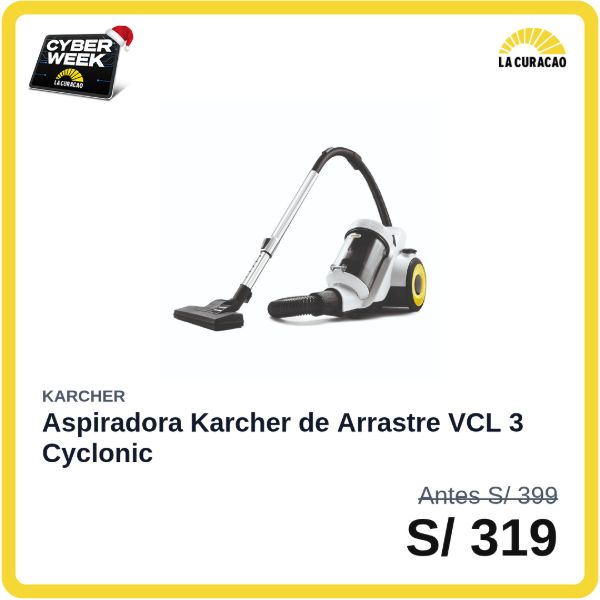 CYBER
WEEK
LA CURACAO
LA CURACAO
KARCHER
Aspiradora Karcher de Arrastre VCL 3
Cyclonic
Antes S/ 399
S/ 319